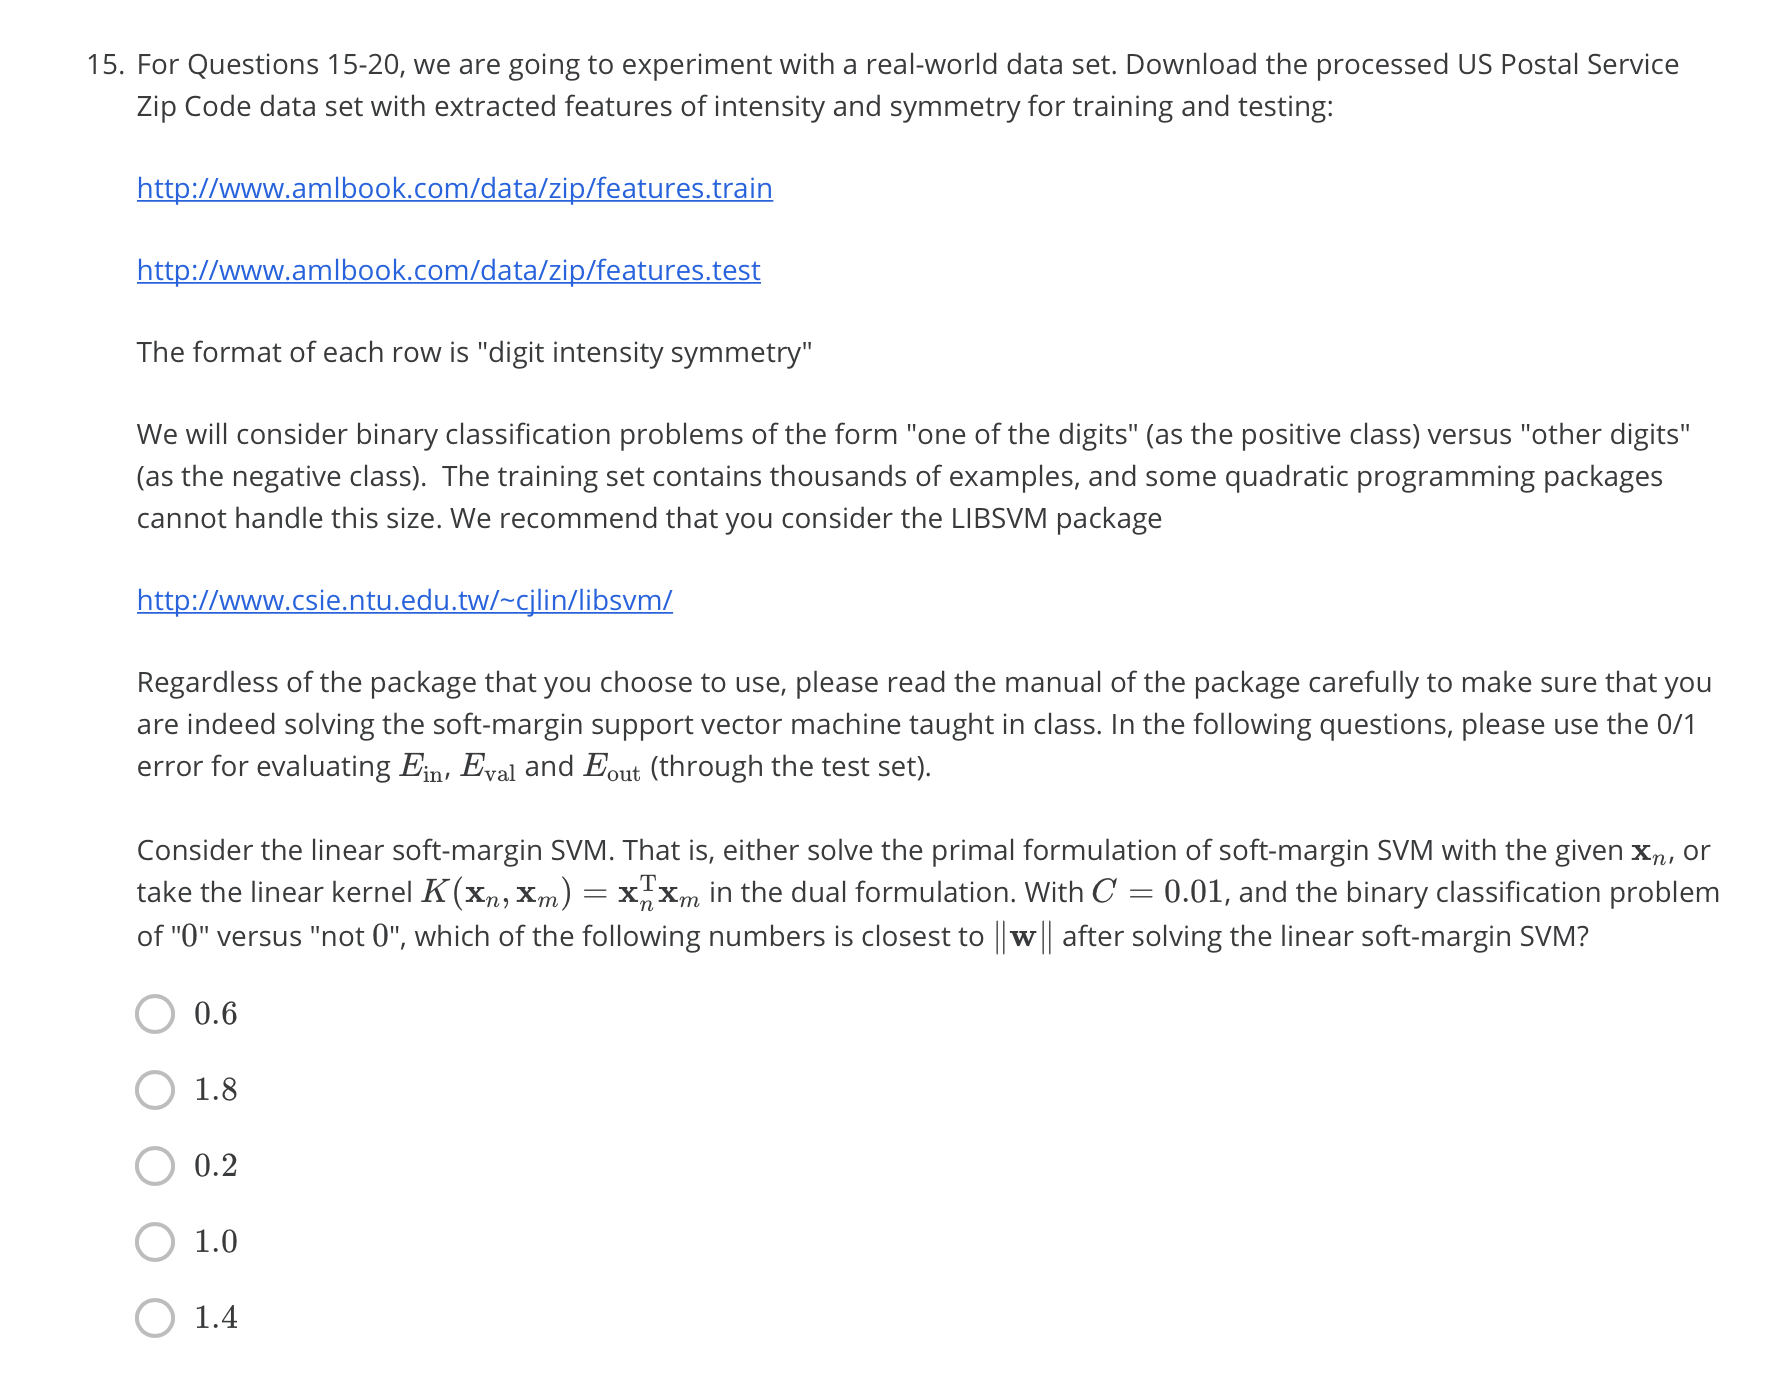 15. For Questions 15-20, we are going to experiment with a real-world data set. Download the processed US Postal Service
Zip Code data set with extracted features of intensity and symmetry for training and testing:
http://www.amlbook.com/data/zip/features.train
http://www.amlbook.com/data/zip/features.test
The format of each row is "digit intensity symmetry"
We will consider binary classification problems of the form "one of the digits" (as the positive class) versus "other digits"
(as the negative class).  The training set contains thousands of examples, and some quadratic programming packages
cannot handle this size. We recommend that you consider the LIBSVM package
http://www.csie.ntu.edu.tw/~cjlin/libsvm/
Regardless of the package that you choose to use, please read the manual of the package carefully to make sure that you
are indeed solving the soft-margin support vector machine taught in class. In the following questions, please use the 0/1
error for evaluating $E_{\text{in}}$, $E_{\text{val}}$ and $E_{\text{out}}$ (through the test set).
Consider the linear soft-margin SVM. That is, either solve the primal formulation of soft-margin SVM with the given $\mathbf{x}_n$, or
take the linear kernel $K(\mathbf{x}_n, \mathbf{x}_m) = \mathbf{x}_n^{\mathrm{T}} \mathbf{x}_m$ in the dual formulation. With $C = 0.01$, and the binary classification problem
of "0" versus "not 0", which of the following numbers is closest to $\|\mathbf{w}\|$ after solving the linear soft-margin SVM?
0.6
1.8
0.2
1.0
1.4